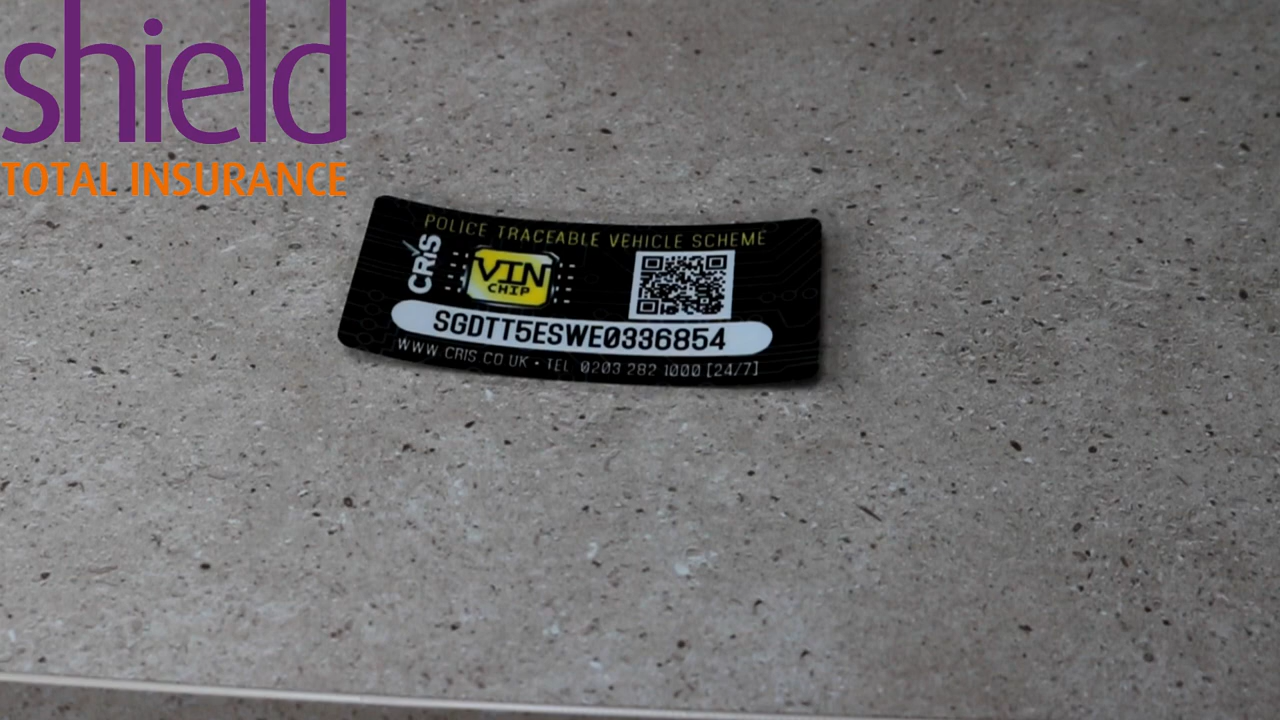 shield
TOTAL INSURANCE
POLICE TRACEABLE VEHICLE SCHEME
CRiS
VIN
CHIP
SGDTT5ESWE0336854
WWW CRIS CO UK • TEL 0203 282 1000 [24/7]